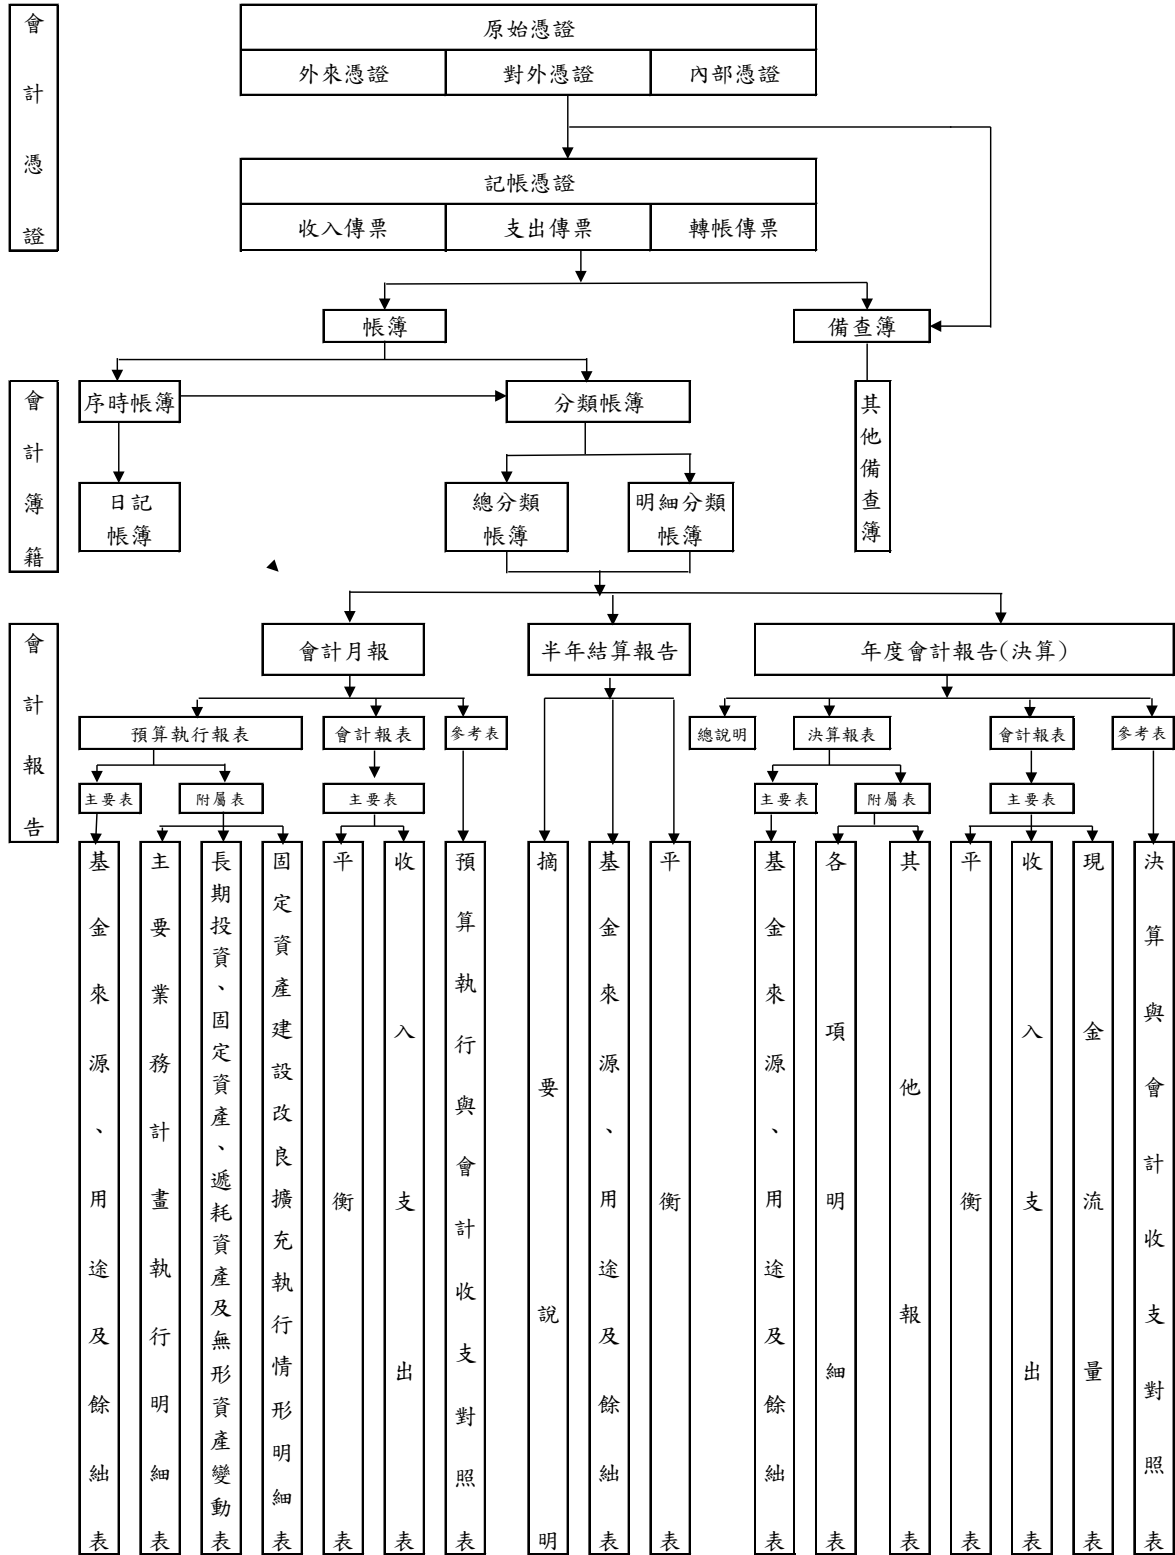 會計憑證
原始憑證
外來憑證
對外憑證
內部憑證
記帳憑證
收入傳票
支出傳票
轉帳傳票
會計簿籍
帳簿
備查簿
序時帳簿
分類帳簿
其他備查簿
日記
帳簿
總分類
帳簿
明細分類
帳簿
會計報告
會計月報
半年結算報告
年度會計報告(決算)
預算執行報表
會計報表
參考表
總說明
決算報表
會計報表
參考表
主要表
附屬表
主要表
主要表
附屬表
主要表
基金來源、用途及餘絀表
主要業務計畫執行明細表
長期投資、固定資產、遞耗資產及無形資產變動表
固定資產建設改良擴充執行情形明細表
平衡表
收入支出表
預算執行與會計收支對照表
摘要說明
基金來源、用途及餘絀表
平衡表
基金來源、用途及餘絀表
各項明細表
其他報表
平衡表
收入支出表
現金流量表
決算與會計收支對照表